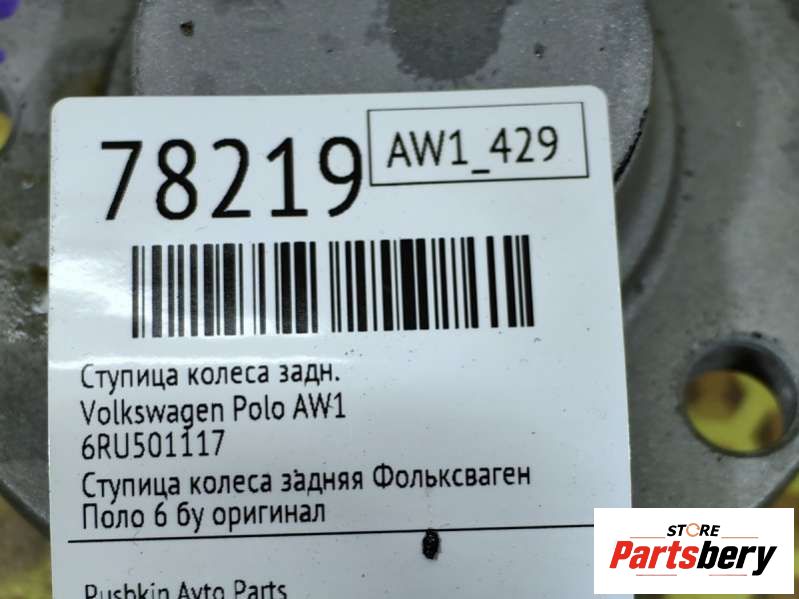 78219
AW1_429
Ступица колеса задн.
Volkswagen Polo AW1
6RU501117
Ступица колеса задняя Фольксваген
Поло 6 бу оригинал
Pushkin Avto Parts
STORE
Partsbery